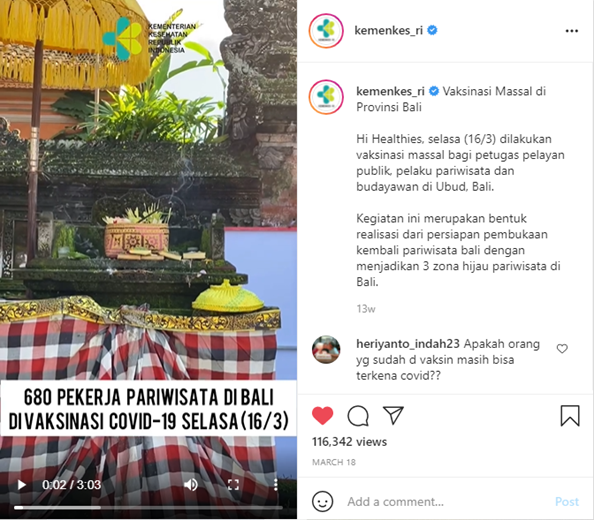 KEMENTERIAN
KESEHATAN
REPUBLIK
INDONESIA
680 PEKERJA PARIWISATA DI BALI
DIVAKSINASI COVID-19 SELASA (16/3)
0:02 / 3:03
kemenkes_ri
kemenkes_ri Vaksinasi Massal di
Provinsi Bali
Hi Healthies, selasa (16/3) dilakukan
vaksinasi massal bagi petugas pelayan
publik, pelaku pariwisata dan
budayawan di Ubud, Bali.
Kegiatan ini merupakan bentuk
realisasi dari persiapan pembukaan
kembali pariwisata bali dengan
menjadikan 3 zona hijau pariwisata di
Bali.
13w
heriyanto_indah23 Apakah orang
yg sudah d vaksin masih bisa
terkena covid??
116,342 views
MARCH 18
Add a comment...
Post